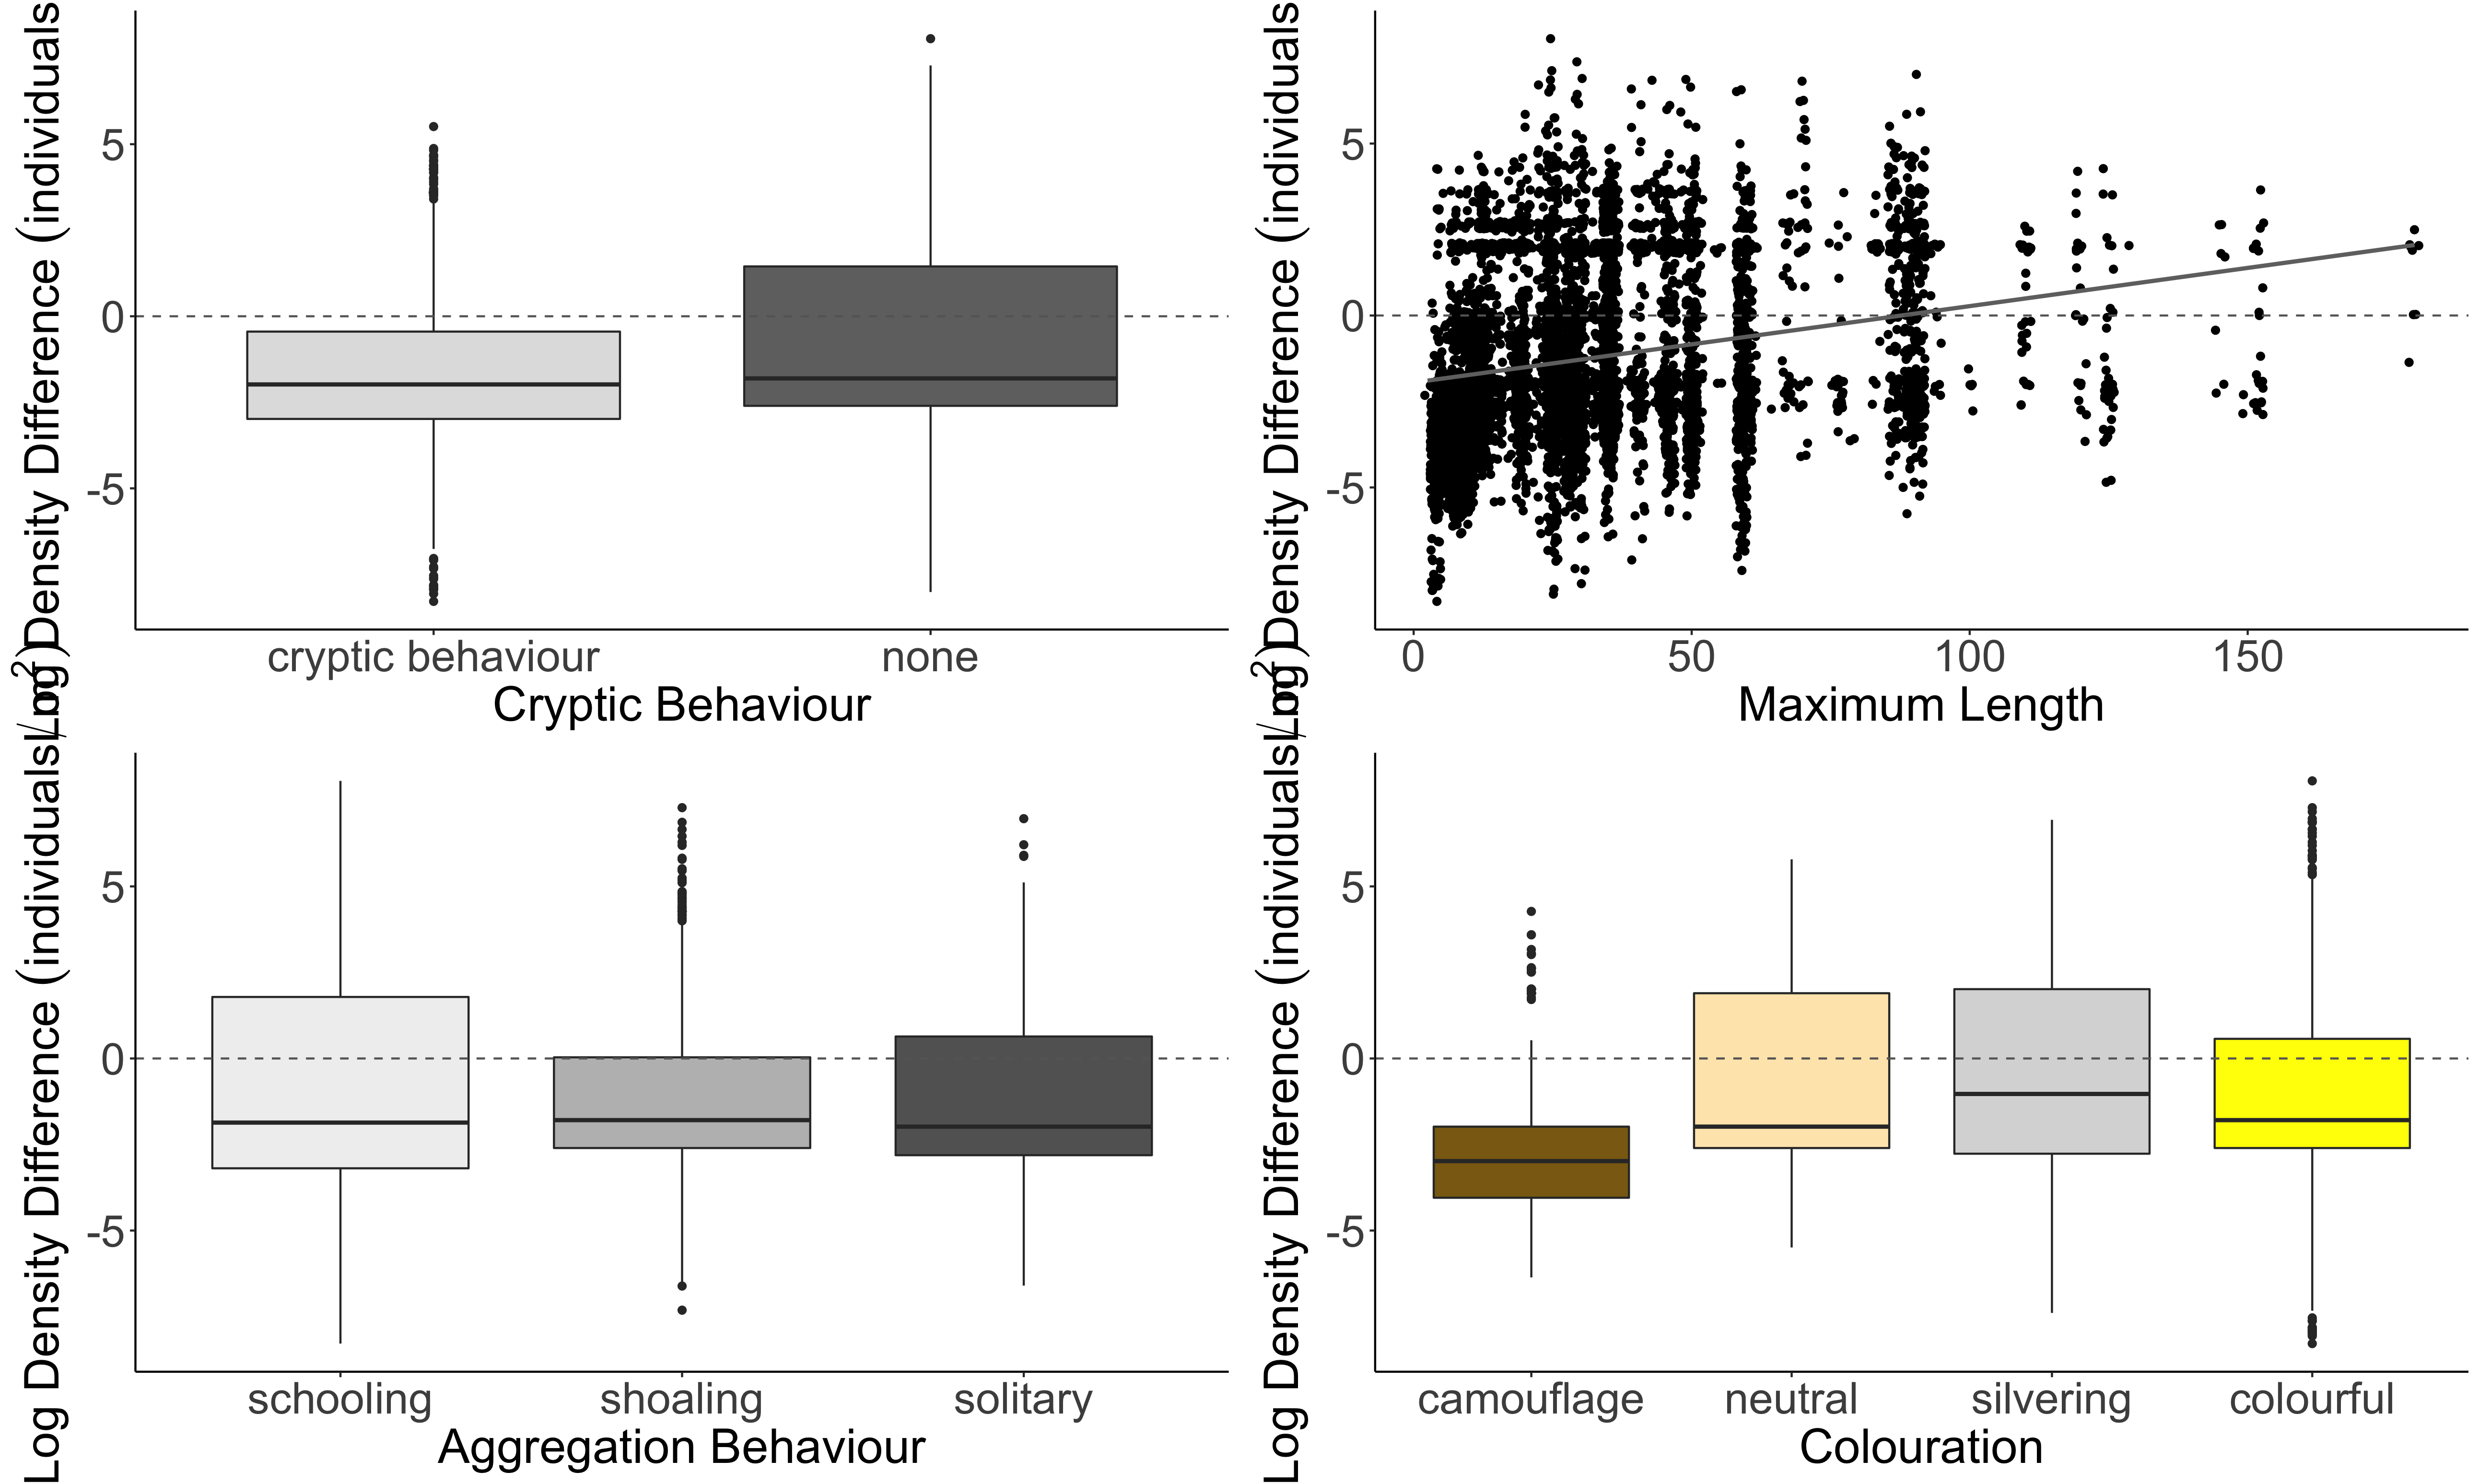 Log Density Difference (individuals/m²)
5
0
-5
cryptic behaviour none
Cryptic Behaviour
Log Density Difference (individuals/m²)
5
0
-5
0 50 100 150
Maximum Length
Log Density Difference (individuals
5
0
-5
schooling shoaling solitary
Aggregation Behaviour
Log Density Difference (individuals
5
0
-5
camouflage neutral silvering colourful
Colouration